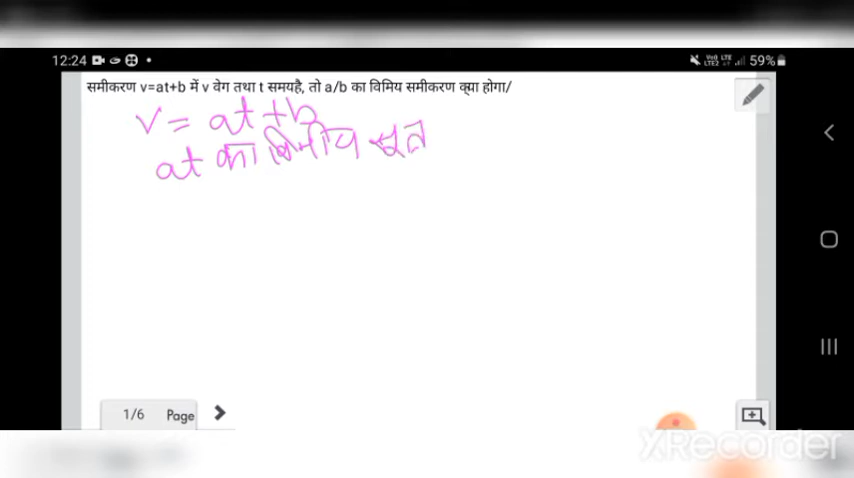 12:24 59%
समीकरण v=at+b में v वेग तथा t समयहै, तो a/b का विमिय समीकरण क्या होगा/
v = at+b
at का विमीय सूत्र
1/6 Page
XRecorder